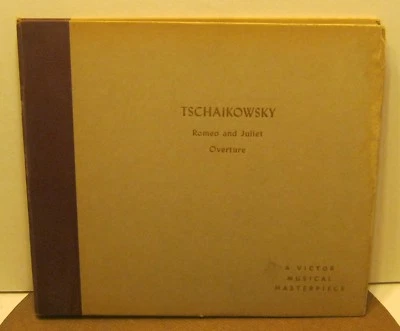 TSCHAIKOWSKY
Romeo and Juliet
Overture
A VICTOR
MUSICAL
MASTERPIECE